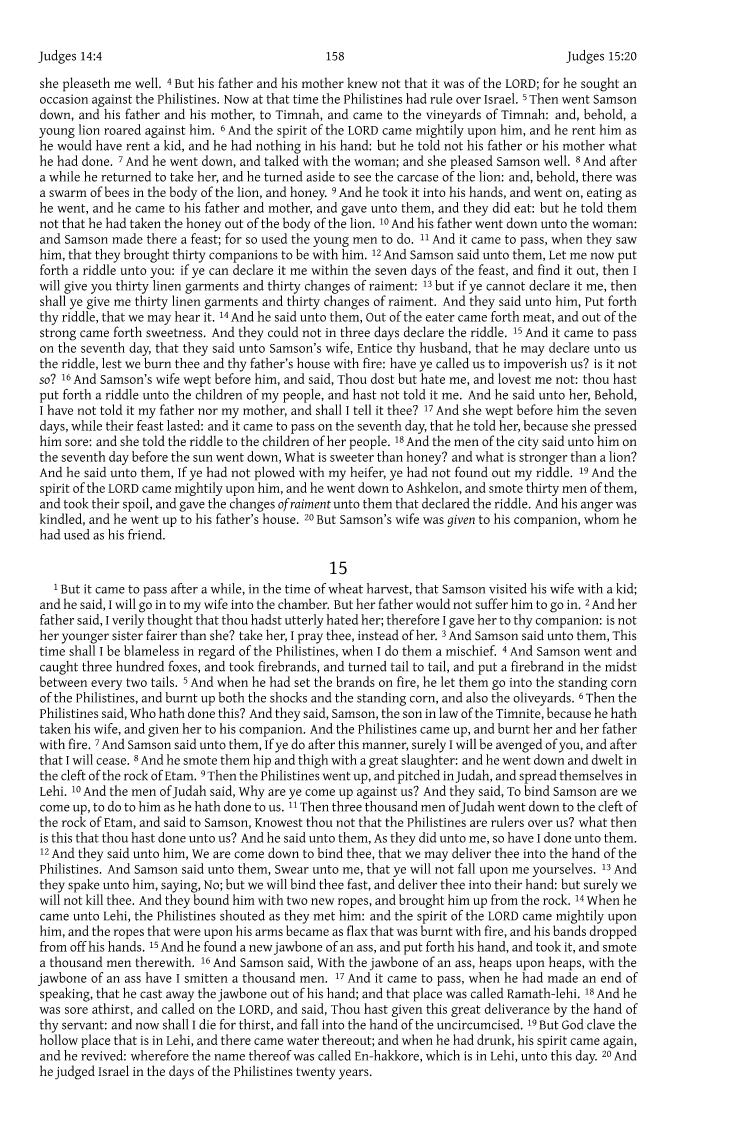 Judges 14:4 158 Judges 15:20
she pleaseth me well. 4 But his father and his mother knew not that it was of the LORD; for he sought an
occasion against the Philistines. Now at that time the Philistines had rule over Israel. 5 Then went Samson
down, and his father and his mother, to Timnah, and came to the vineyards of Timnah: and, behold, a
young lion roared against him. 6 And the spirit of the LORD came mightily upon him, and he rent him as
he would have rent a kid, and he had nothing in his hand: but he told not his father or his mother what
he had done. 7 And he went down, and talked with the woman; and she pleased Samson well. 8 And after
a while he returned to take her, and he turned aside to see the carcase of the lion: and, behold, there was
a swarm of bees in the body of the lion, and honey. 9 And he took it into his hands, and went on, eating as
he went, and he came to his father and mother, and gave unto them, and they did eat: but he told them
not that he had taken the honey out of the body of the lion. 10 And his father went down unto the woman:
and Samson made there a feast; for so used the young men to do. 11 And it came to pass, when they saw
him, that they brought thirty companions to be with him. 12 And Samson said unto them, Let me now put
forth a riddle unto you: if ye can declare it me within the seven days of the feast, and find it out, then I
will give you thirty linen garments and thirty changes of raiment: 13 but if ye cannot declare it me, then
shall ye give me thirty linen garments and thirty changes of raiment. And they said unto him, Put forth
thy riddle, that we may hear it. 14 And he said unto them, Out of the eater came forth meat, and out of the
strong came forth sweetness. And they could not in three days declare the riddle. 15 And it came to pass
on the seventh day, that they said unto Samson’s wife, Entice thy husband, that he may declare unto us
the riddle, lest we burn thee and thy father’s house with fire: have ye called us to impoverish us? is it not
so? 16 And Samson’s wife wept before him, and said, Thou dost but hate me, and lovest me not: thou hast
put forth a riddle unto the children of my people, and hast not told it me. And he said unto her, Behold,
I have not told it my father nor my mother, and shall I tell it thee? 17 And she wept before him the seven
days, while their feast lasted: and it came to pass on the seventh day, that he told her, because she pressed
him sore: and she told the riddle to the children of her people. 18 And the men of the city said unto him on
the seventh day before the sun went down, What is sweeter than honey? and what is stronger than a lion?
And he said unto them, If ye had not plowed with my heifer, ye had not found out my riddle. 19 And the
spirit of the LORD came mightily upon him, and he went down to Ashkelon, and smote thirty men of them,
and took their spoil, and gave the changes of raiment unto them that declared the riddle. And his anger was
kindled, and he went up to his father’s house. 20 But Samson’s wife was given to his companion, whom he
had used as his friend.
15
1 But it came to pass after a while, in the time of wheat harvest, that Samson visited his wife with a kid;
and he said, I will go in to my wife into the chamber. But her father would not suffer him to go in. 2 And her
father said, I verily thought that thou hadst utterly hated her; therefore I gave her to thy companion: is not
her younger sister fairer than she? take her, I pray thee, instead of her. 3 And Samson said unto them, This
time shall I be blameless in regard of the Philistines, when I do them a mischief. 4 And Samson went and
caught three hundred foxes, and took firebrands, and turned tail to tail, and put a firebrand in the midst
between every two tails. 5 And when he had set the brands on fire, he let them go into the standing corn
of the Philistines, and burnt up both the shocks and the standing corn, and also the oliveyards. 6 Then the
Philistines said, Who hath done this? And they said, Samson, the son in law of the Timnite, because he hath
taken his wife, and given her to his companion. And the Philistines came up, and burnt her and her father
with fire. 7 And Samson said unto them, If ye do after this manner, surely I will be avenged of you, and after
that I will cease. 8 And he smote them hip and thigh with a great slaughter: and he went down and dwelt in
the cleft of the rock of Etam. 9 Then the Philistines went up, and pitched in Judah, and spread themselves in
Lehi. 10 And the men of Judah said, Why are ye come up against us? And they said, To bind Samson are we
come up, to do to him as he hath done to us. 11 Then three thousand men of Judah went down to the cleft of
the rock of Etam, and said to Samson, Knowest thou not that the Philistines are rulers over us? what then
is this that thou hast done unto us? And he said unto them, As they did unto me, so have I done unto them.
12 And they said unto him, We are come down to bind thee, that we may deliver thee into the hand of the
Philistines. And Samson said unto them, Swear unto me, that ye will not fall upon me yourselves. 13 And
they spake unto him, saying, No; but we will bind thee fast, and deliver thee into their hand: but surely we
will not kill thee. And they bound him with two new ropes, and brought him up from the rock. 14 When he
came unto Lehi, the Philistines shouted as they met him: and the spirit of the LORD came mightily upon
him, and the ropes that were upon his arms became as flax that was burnt with fire, and his bands dropped
from off his hands. 15 And he found a new jawbone of an ass, and put forth his hand, and took it, and smote
a thousand men therewith. 16 And Samson said, With the jawbone of an ass, heaps upon heaps, with the
jawbone of an ass have I smitten a thousand men. 17 And it came to pass, when he had made an end of
speaking, that he cast away the jawbone out of his hand; and that place was called Ramath-lehi. 18 And he
was sore athirst, and called on the LORD, and said, Thou hast given this great deliverance by the hand of
thy servant: and now shall I die for thirst, and fall into the hand of the uncircumcised. 19 But God clave the
hollow place that is in Lehi, and there came water thereout; and when he had drunk, his spirit came again,
and he revived: wherefore the name thereof was called En-hakkore, which is in Lehi, unto this day. 20 And
he judged Israel in the days of the Philistines twenty years.